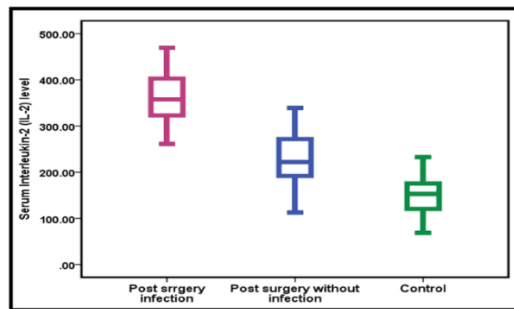 Serum Interleukin-2 (IL-2) level
500.00
400.00
300.00
200.00
100.00
.00
Post srrgery
infection
Post surgery without
infection
Control